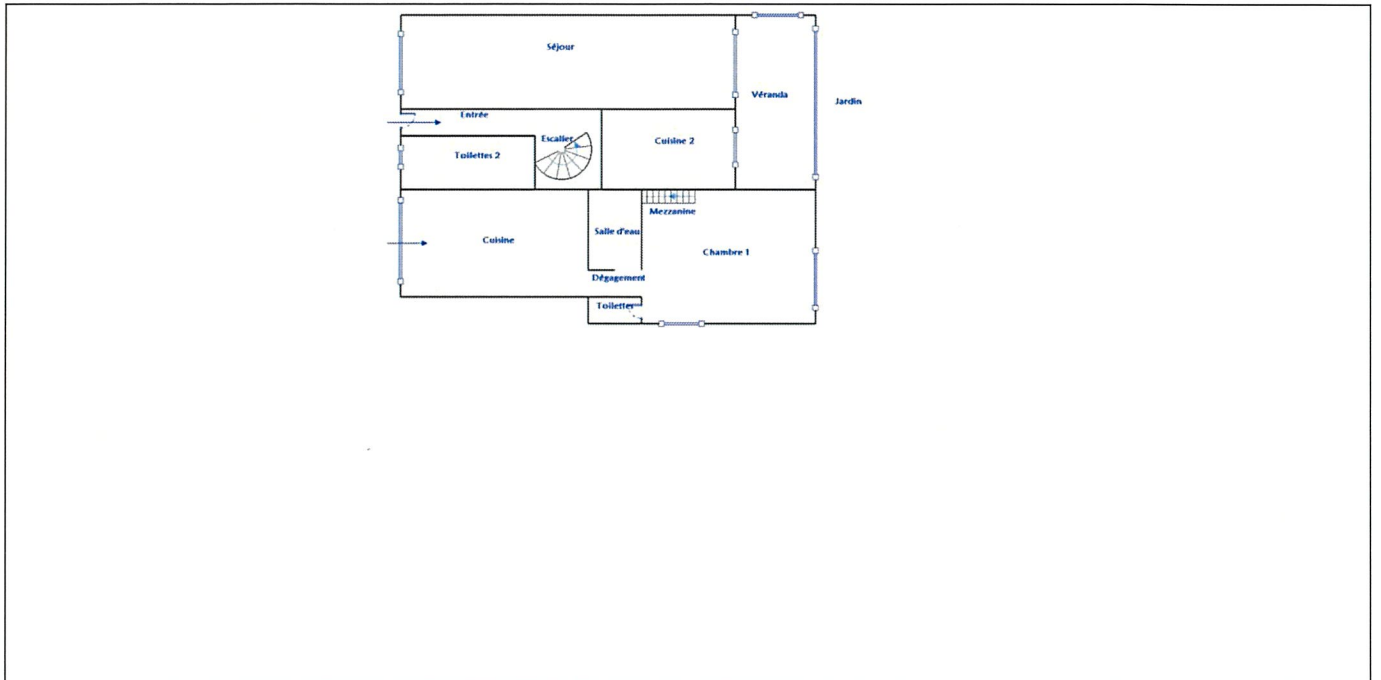 Séjour
Véranda
Jardin
Entrée
Escalier
Cuisine 2
Toilettes 2
Mezzanine
Salle d'eau
Cuisine
Chambre 1
Dégagement
Toilettes